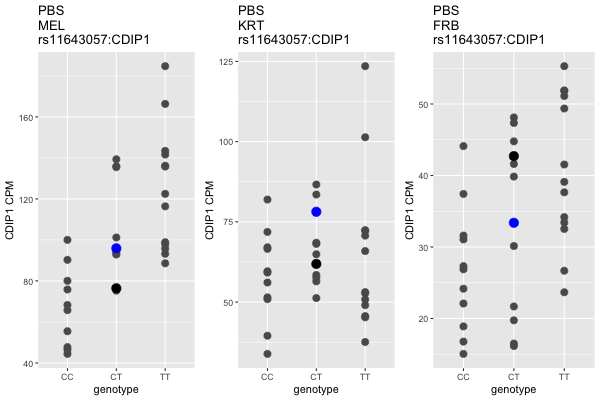 PBS
MEL
rs11643057:CDIP1
CDIP1 CPM
160
120
80
40
CC CT TT
genotype
PBS
KRT
rs11643057:CDIP1
CDIP1 CPM
125
100
75
50
CC CT TT
genotype
PBS
FRB
rs11643057:CDIP1
CDIP1 CPM
50
40
30
20
CC CT TT
genotype